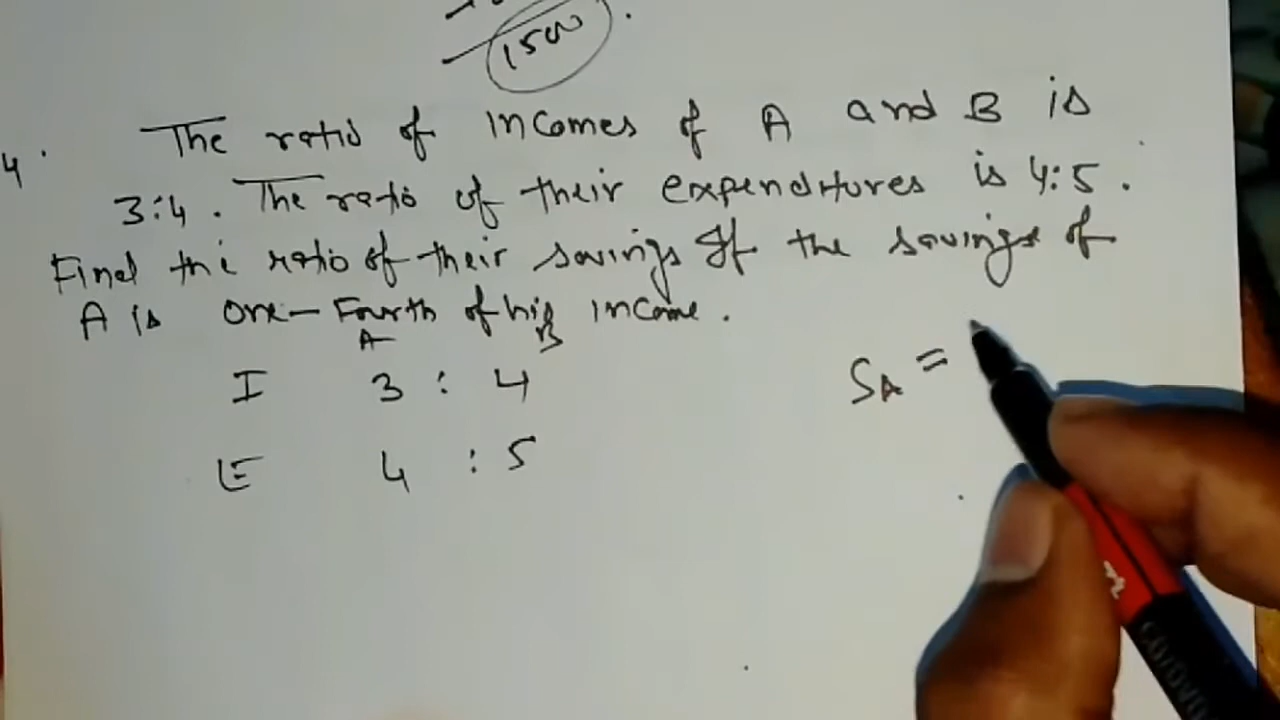 1500
4. The ratio of incomes of A and B is
3:4. The ratio of their expenditures is 4:5.
Find the ratio of their savings If the savings of
A is one-Fourth of his income.
A B
I 3 : 4
E 4 : 5
SA =